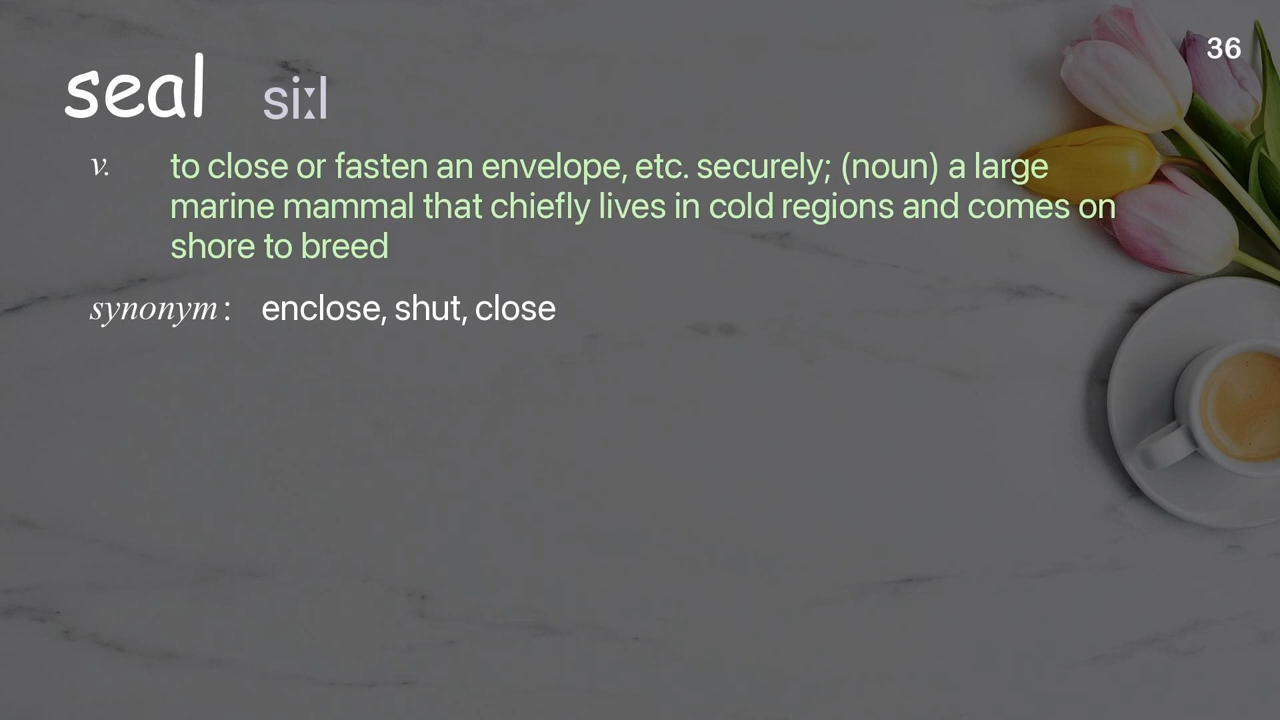 36
seal siːl
v. to close or fasten an envelope, etc. securely; (noun) a large
marine mammal that chiefly lives in cold regions and comes on
shore to breed
synonym: enclose, shut, close